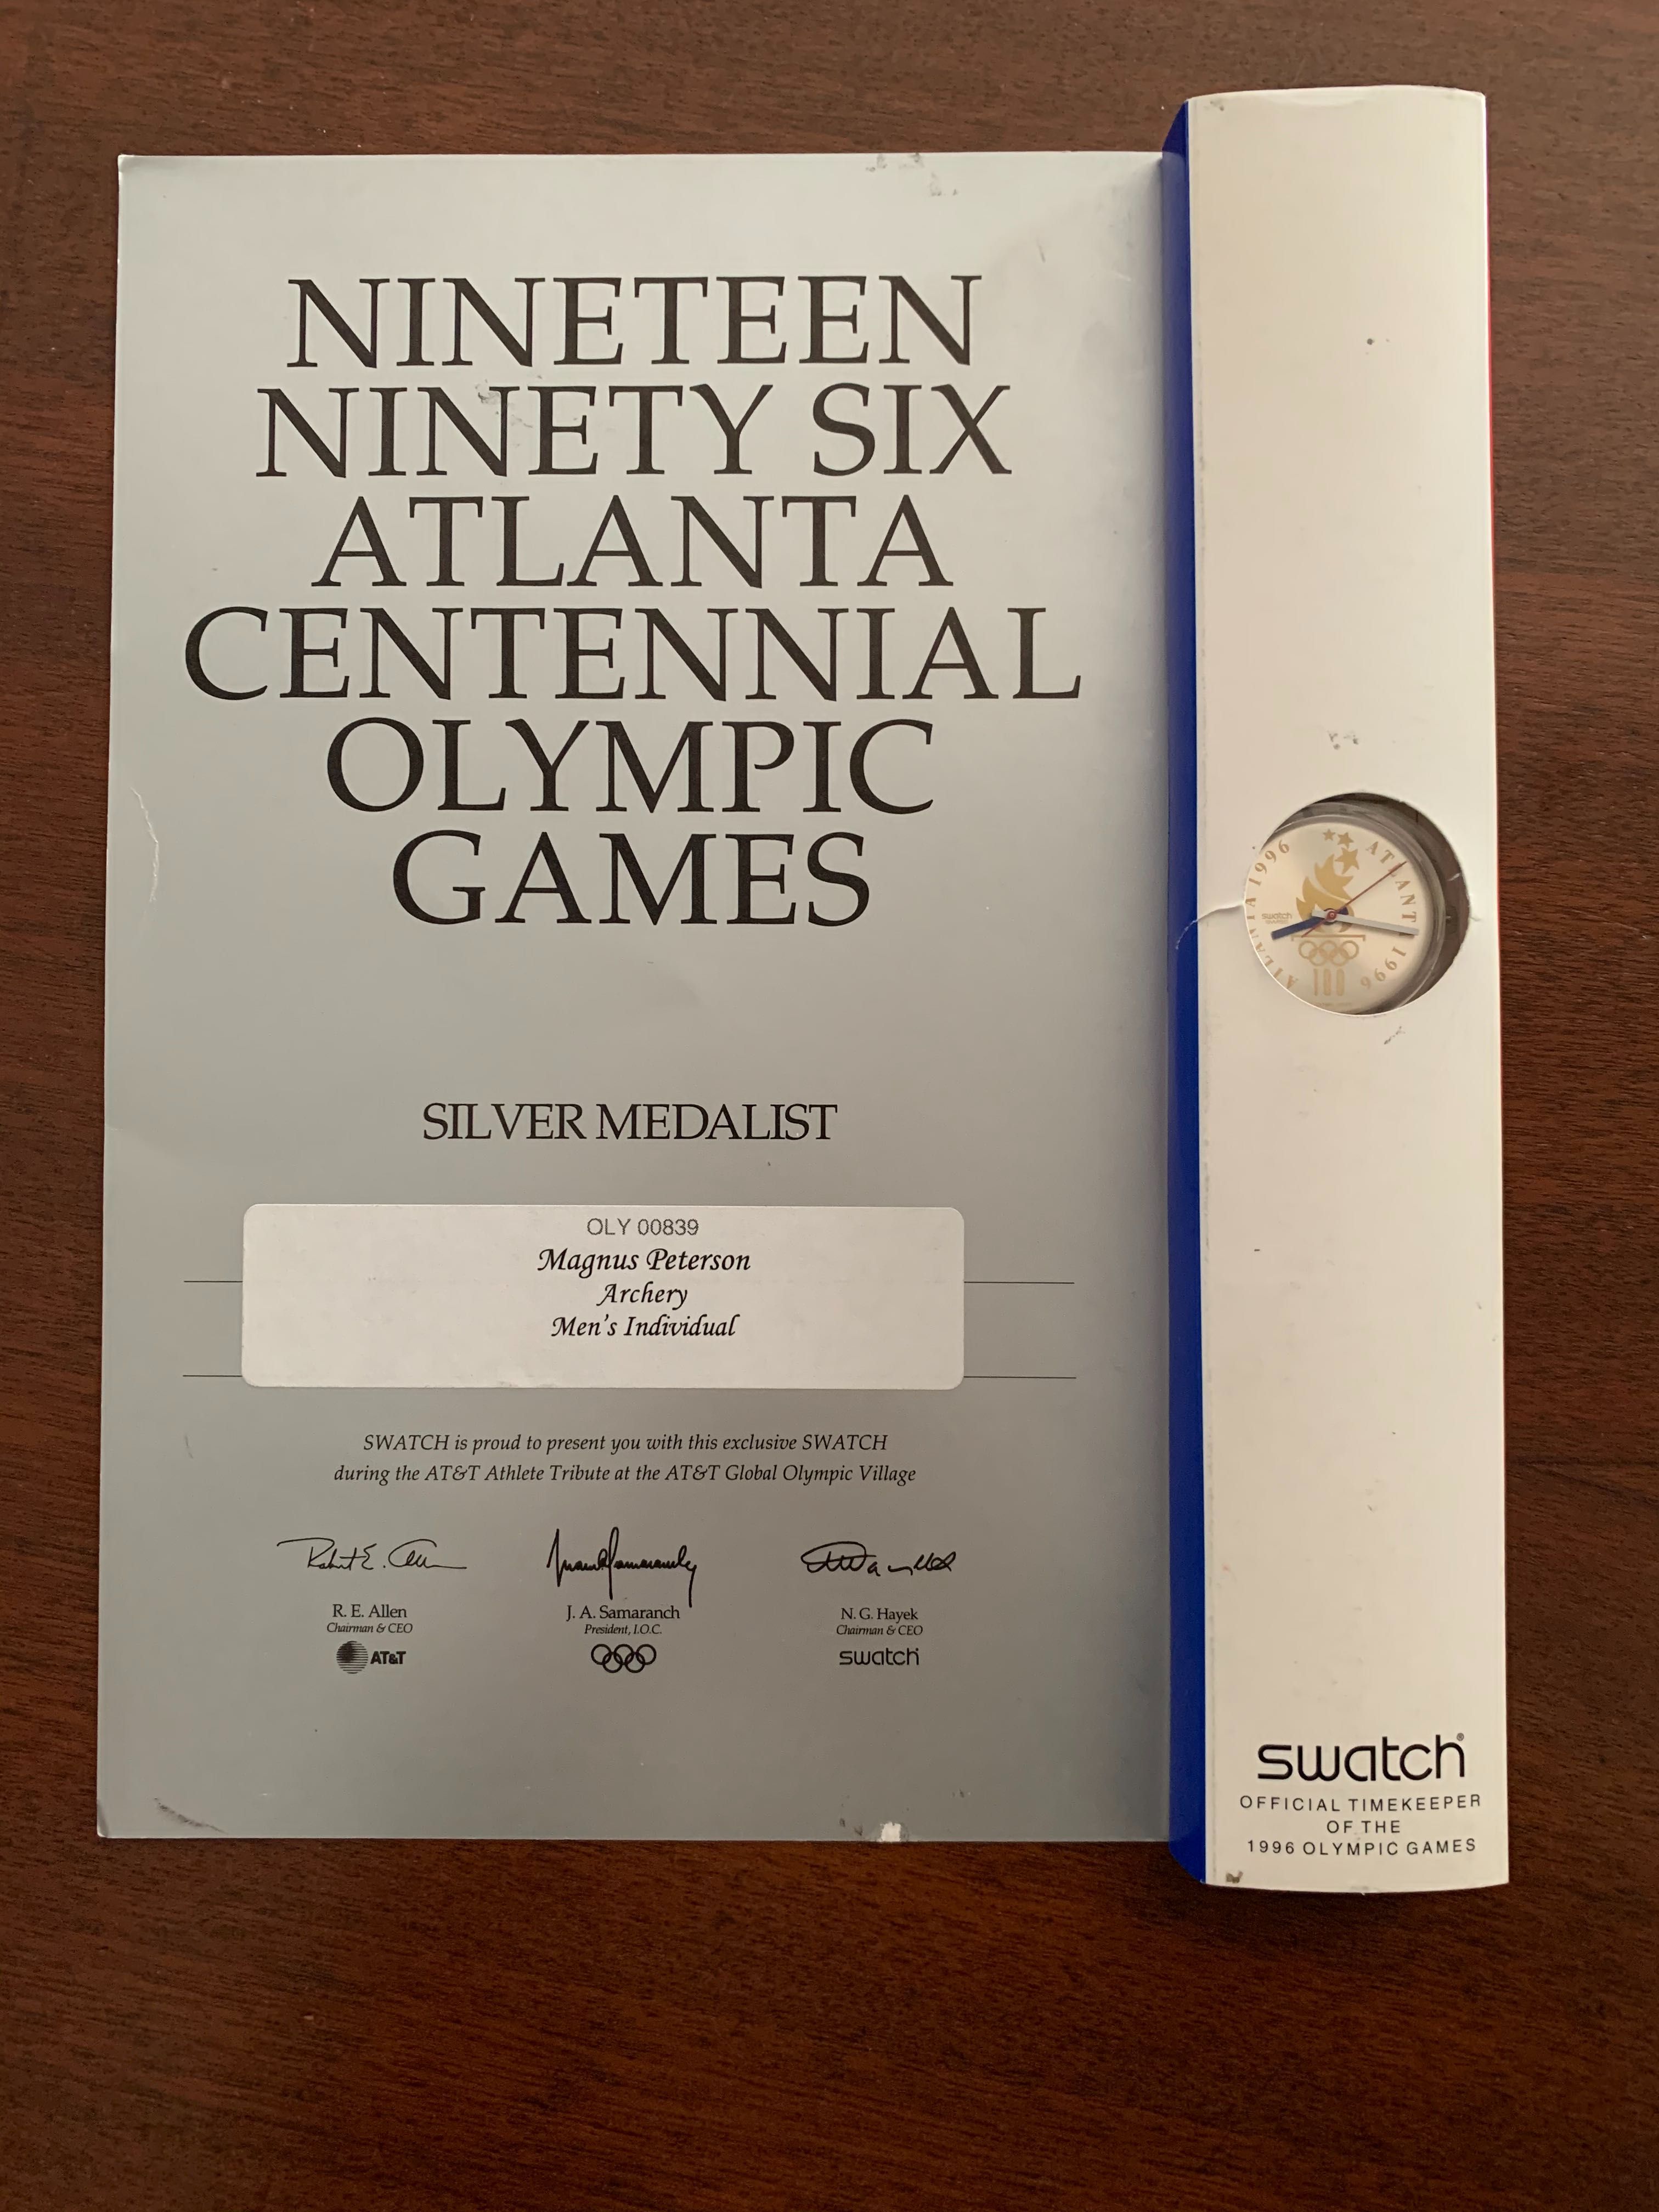 NINETEEN
NINETY SIX
ATLANTA
CENTENNIAL
OLYMPIC
GAMES
SILVER MEDALIST
OLY 00839
Magnus Peterson
Archery
Men's Individual
SWATCH is proud to present you with this exclusive SWATCH
during the AT&T Athlete Tribute at the AT&T Global Olympic Village
R. E. Allen
Chairman & CEO
AT&T
J. A. Samaranch
President, I.O.C.
N. G. Hayek
Chairman & CEO
swatch
ATLANTA 1996
ATLANTA 1996
swatch
100
swatch®
OFFICIAL TIMEKEEPER
OF THE
1996 OLYMPIC GAMES